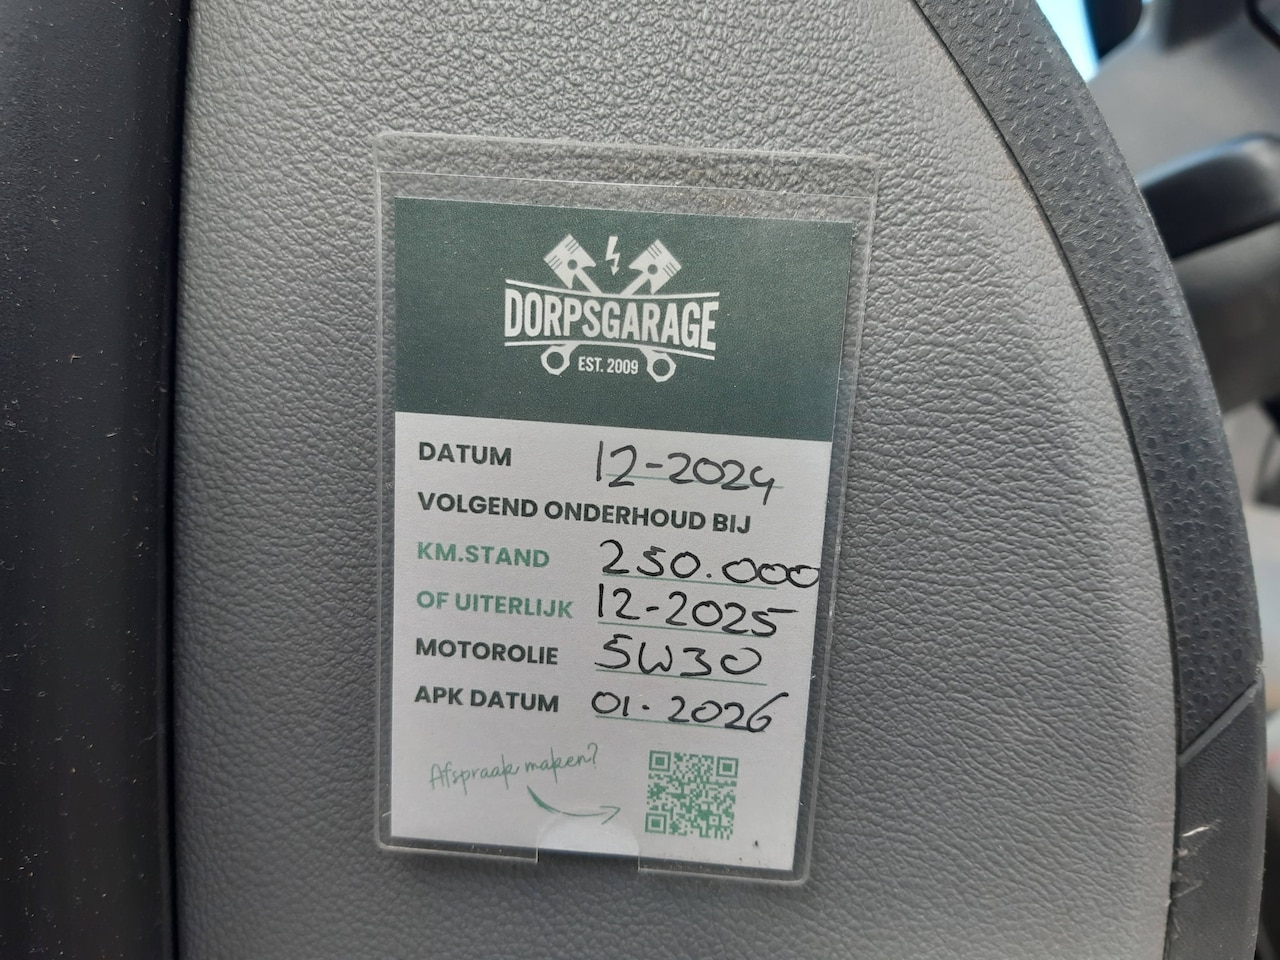 DORPSGARAGE
EST. 2009
DATUM 12-2024
VOLGEND ONDERHOUD BIJ
KM.STAND 250.000
OF UITERLIJK 12-2025
MOTOROLIE 5W30
APK DATUM 01.2026
Afspraak maken?